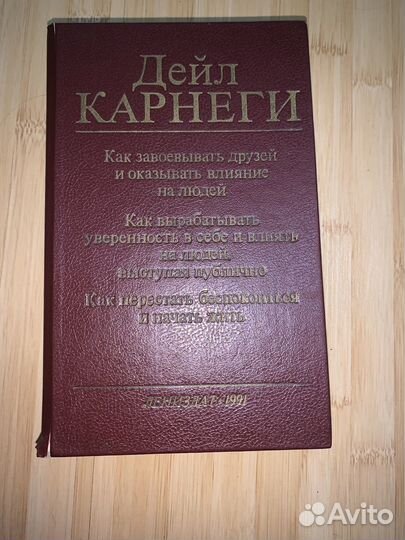 Дейл
КАРНЕГИ
Как завоевывать друзей
и оказывать влияние
на людей
Как вырабатывать
уверенность в себе и влиять
на людей,
выступая публично
Как перестать беспокоиться
и начать жить
ЛЕНИЗДАТ · 1991
Avito